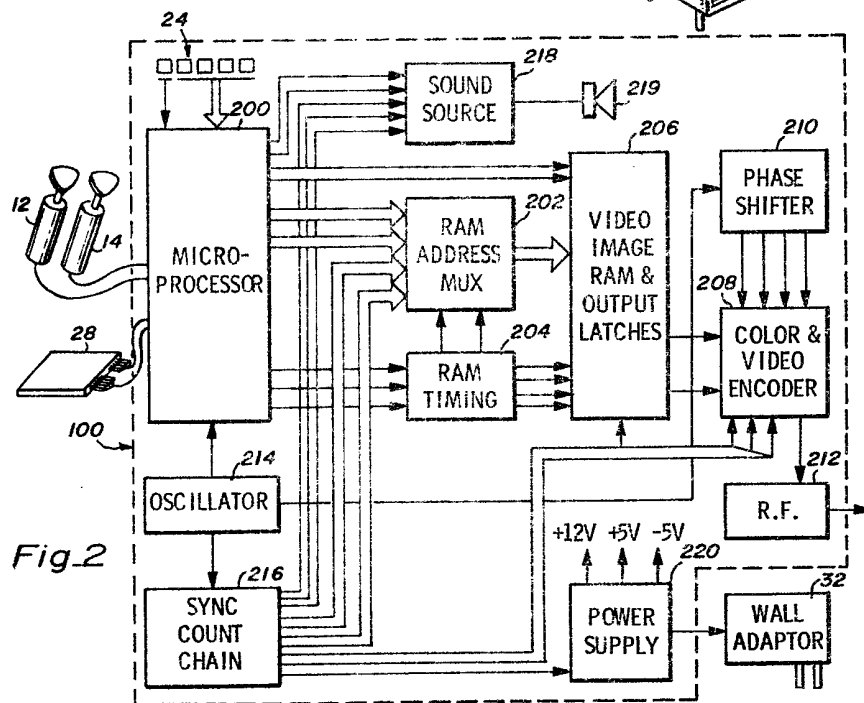 24
200
SOUND
SOURCE
218
219
206
210
PHASE
SHIFTER
12
14
MICRO-
PROCESSOR
RAM
ADDRESS
MUX
202
VIDEO
IMAGE
RAM &
OUTPUT
LATCHES
208
COLOR &
VIDEO
ENCODER
28
204
RAM
TIMING
100
214
OSCILLATOR
212
R.F.
Fig_2
216
SYNC
COUNT
CHAIN
+12V +5V -5V
220
POWER
SUPPLY
32
WALL
ADAPTOR